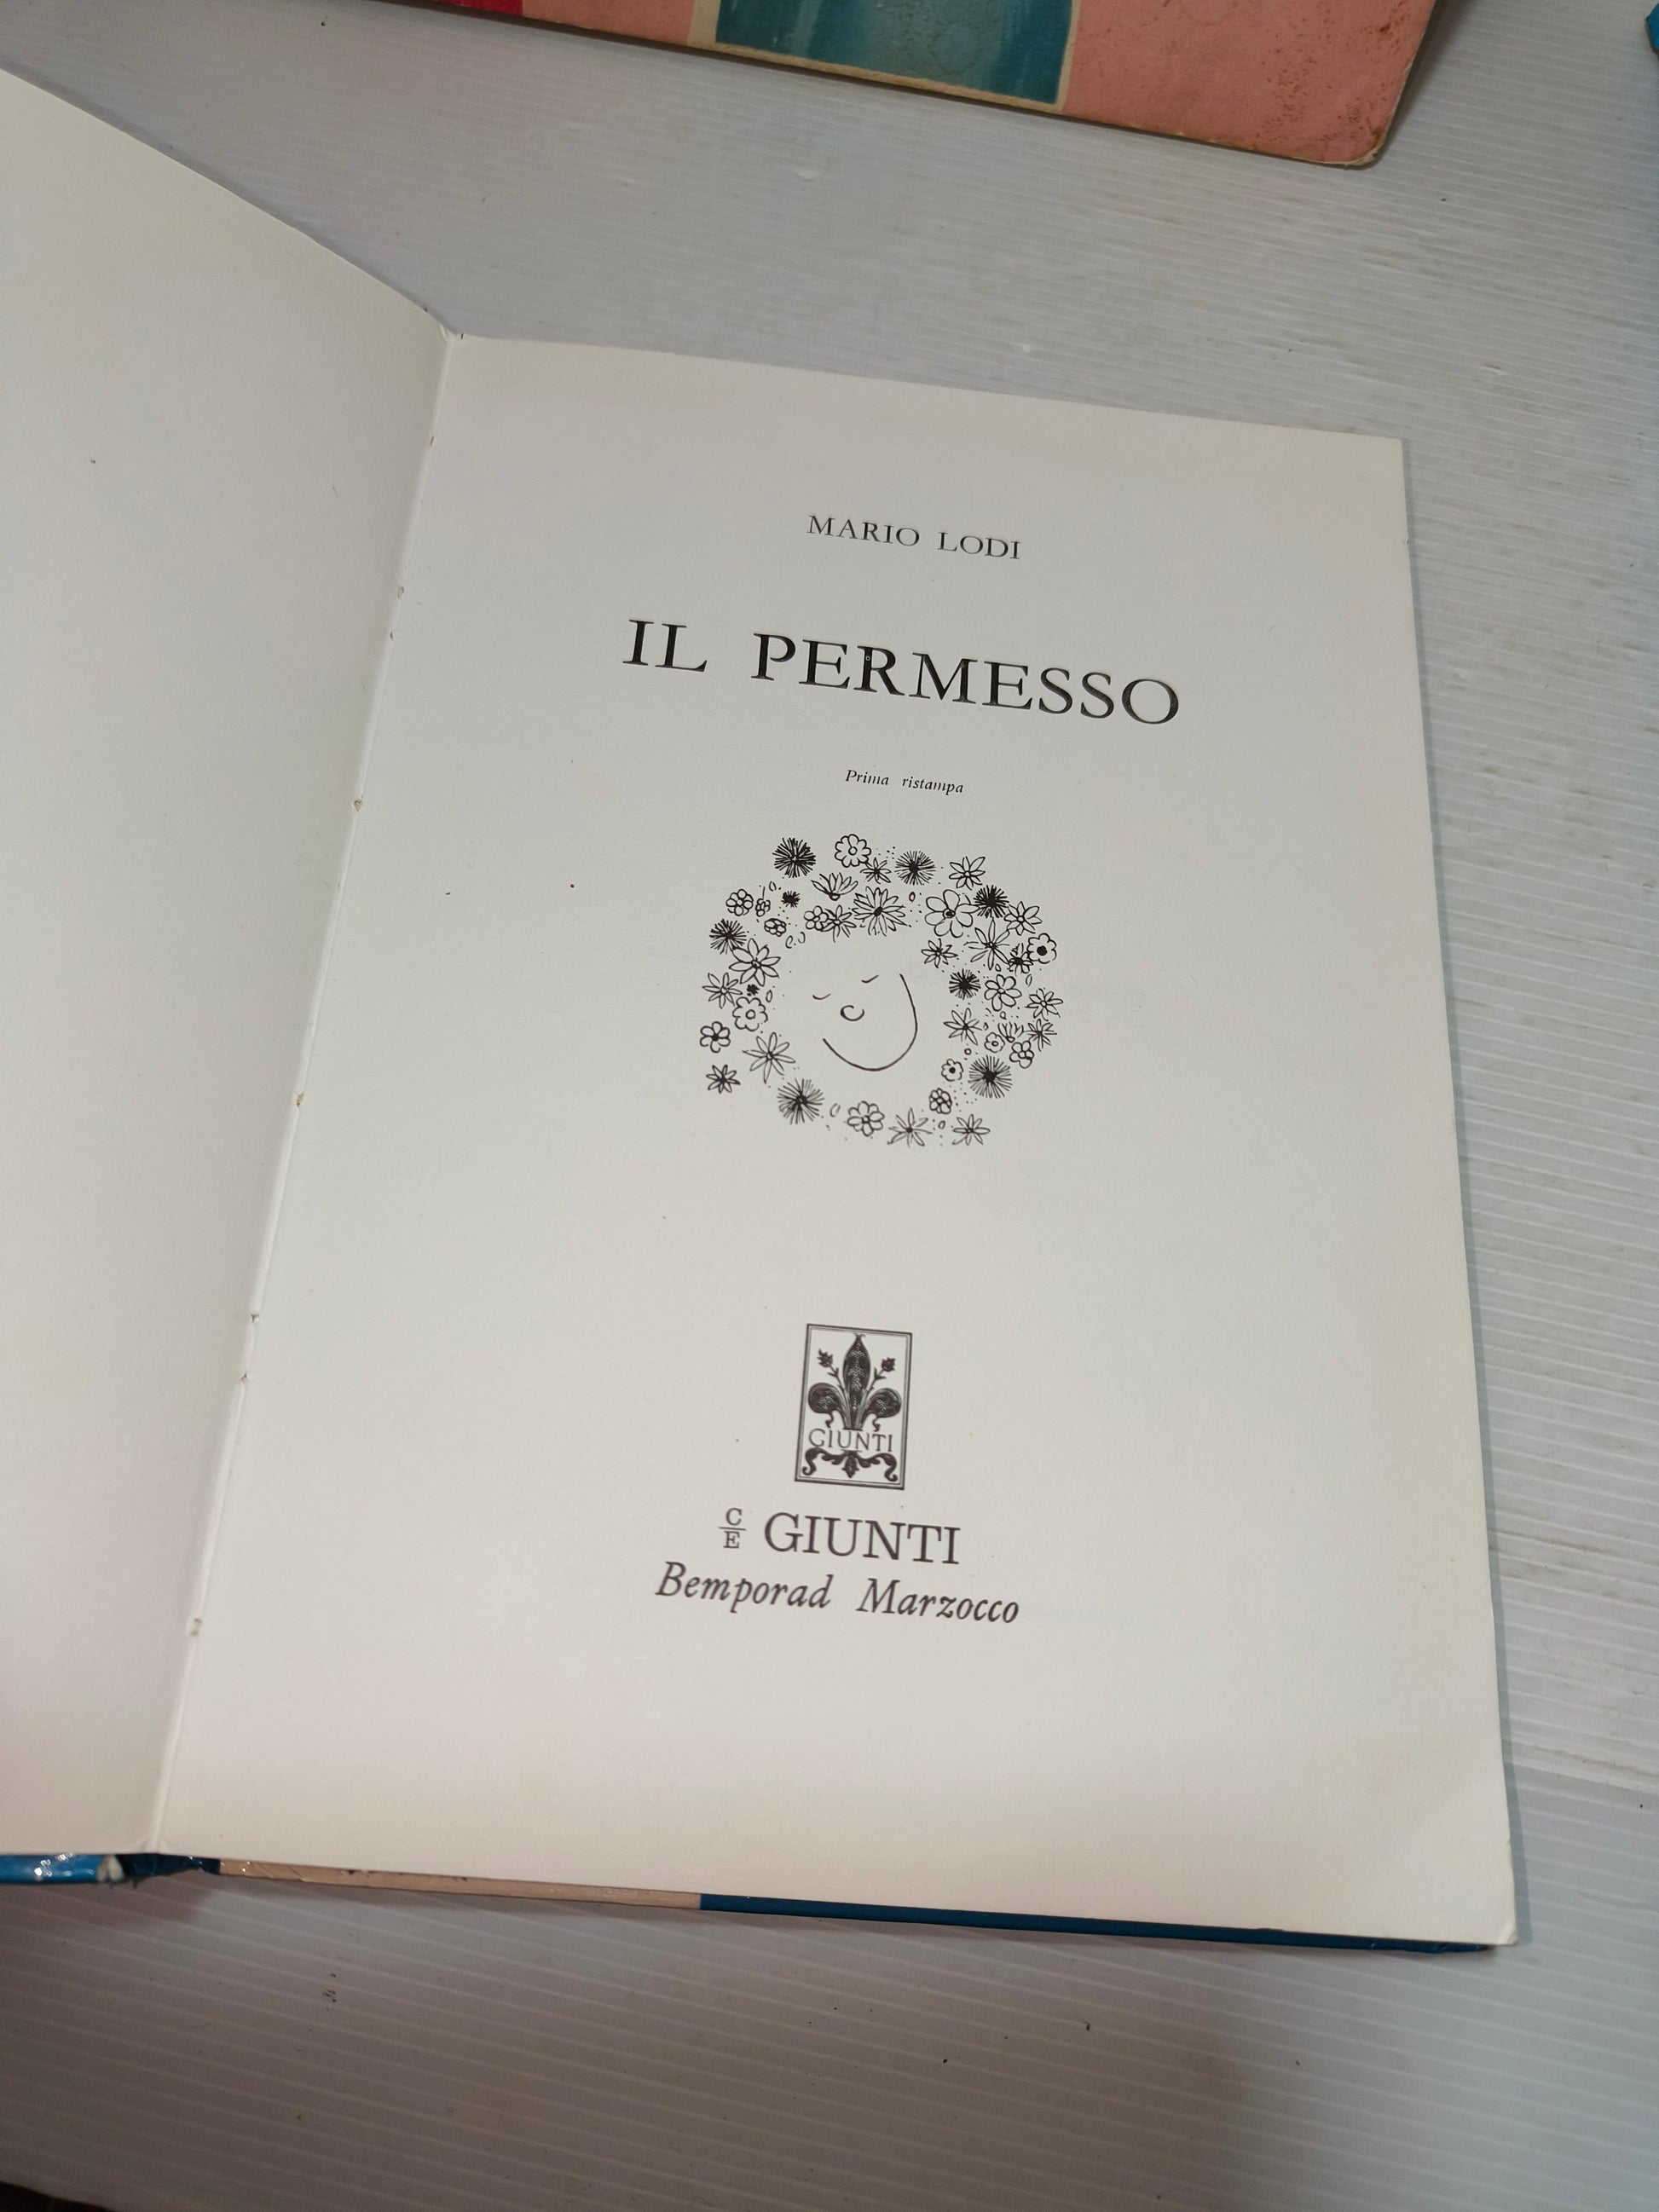 MARIO LODI
IL PERMESSO
Prima ristampa
GIUNTI
C
E GIUNTI
Bemporad Marzocco